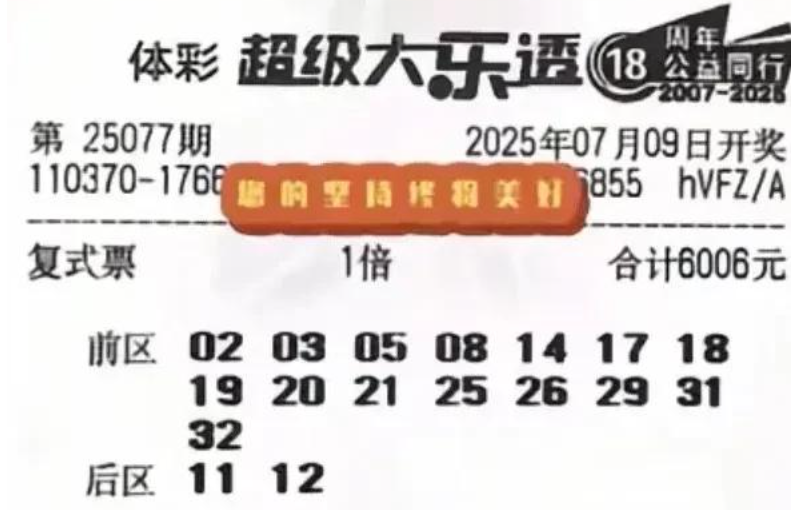 体彩 超级大乐透 18周年公益同行 2007-2025
第 25077期 2025年07月09日开奖
110370-1766 您的坚持终将美好 6855 hVFZ/A
复式票 1倍 合计6006元
前区 02 03 05 08 14 17 18
19 20 21 25 26 29 31
32
后区 11 12